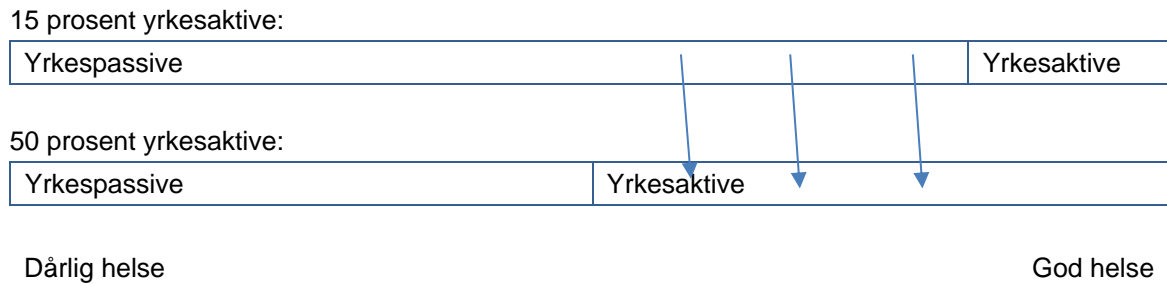 15 prosent yrkesaktive:
Yrkespassive Yrkesaktive
50 prosent yrkesaktive:
Yrkespassive Yrkesaktive
Dårlig helse God helse